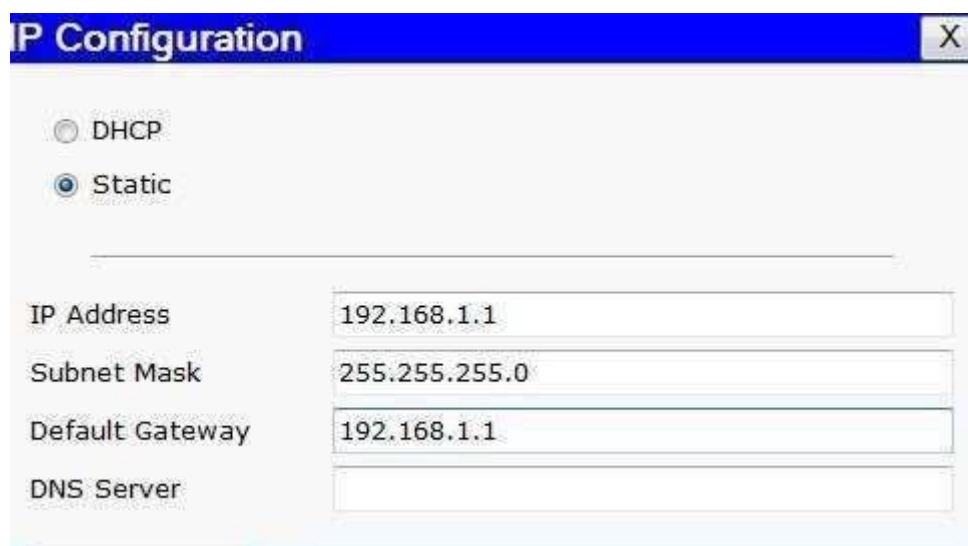 IP Configuration
X
DHCP
Static
IP Address 192.168.1.1
Subnet Mask 255.255.255.0
Default Gateway 192.168.1.1
DNS Server